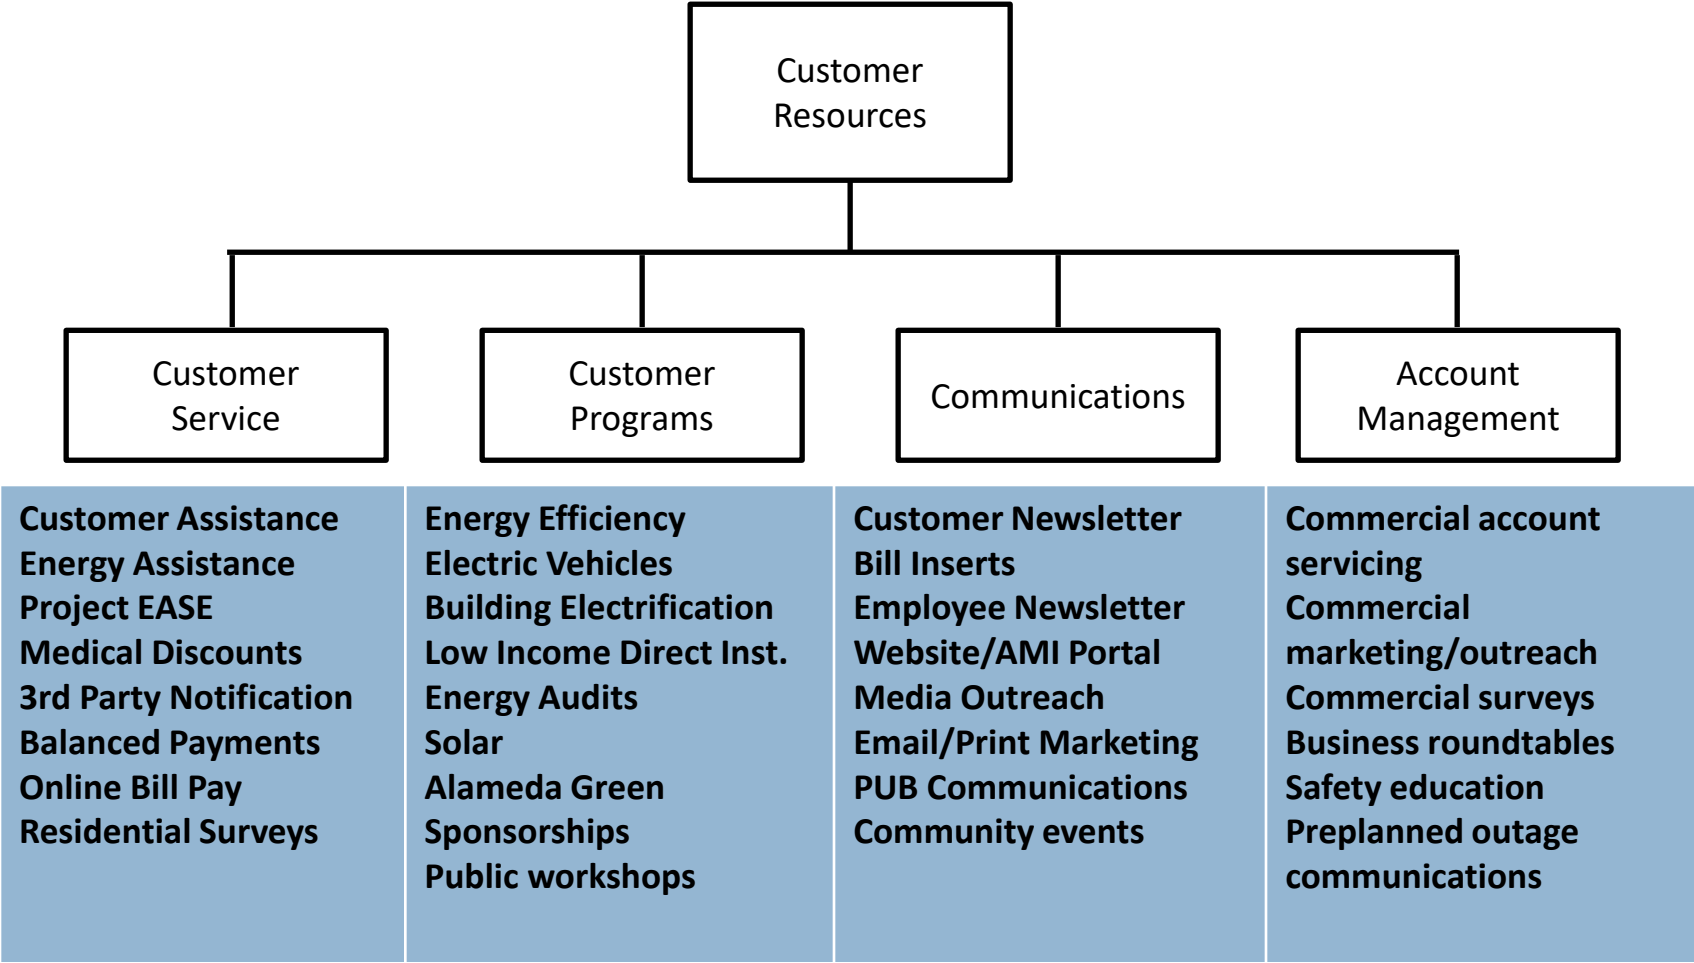 Customer
Resources
Customer
Service
Customer
Programs
Communications
Account
Management
Customer Assistance
Energy Assistance
Project EASE
Medical Discounts
3rd Party Notification
Balanced Payments
Online Bill Pay
Residential Surveys
Energy Efficiency
Electric Vehicles
Building Electrification
Low Income Direct Inst.
Energy Audits
Solar
Alameda Green
Sponsorships
Public workshops
Customer Newsletter
Bill Inserts
Employee Newsletter
Website/AMI Portal
Media Outreach
Email/Print Marketing
PUB Communications
Community events
Commercial account
servicing
Commercial
marketing/outreach
Commercial surveys
Business roundtables
Safety education
Preplanned outage
communications